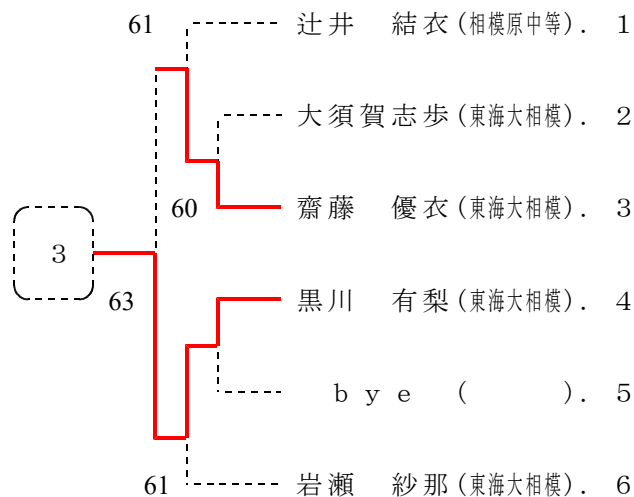 61
辻井 結衣(相模原中等). 1
大須賀志歩(東海大相模). 2
60
齋藤 優衣(東海大相模). 3
3
63
黒川 有梨(東海大相模). 4
bye ( ). 5
61
岩瀬 紗那(東海大相模). 6